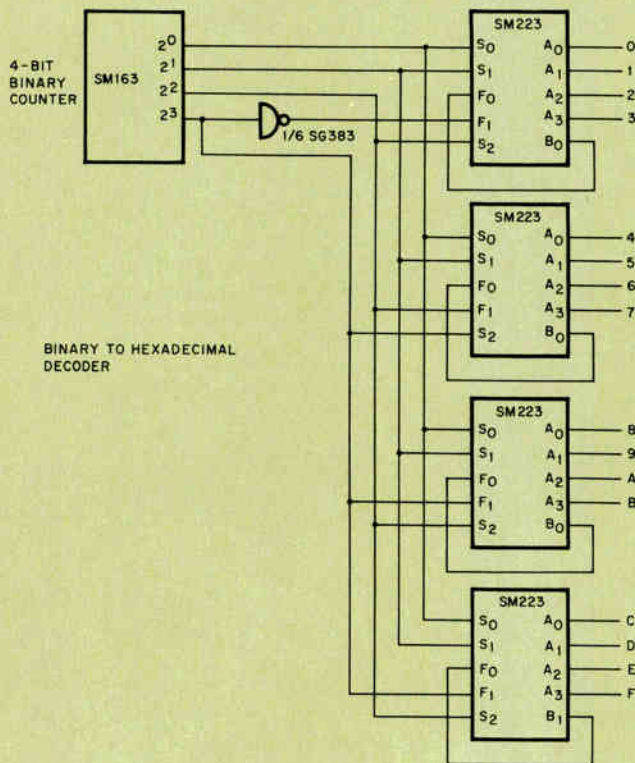 4-BIT
BINARY
COUNTER
SM163
2⁰
2¹
2²
2³
1/6 SG383
BINARY TO HEXADECIMAL
DECODER
SM223
S₀ A₀ 0
S₁ A₁ 1
F₀ A₂ 2
F₁ A₃ 3
S₂ B₀
SM223
S₀ A₀ 4
S₁ A₁ 5
F₀ A₂ 6
F₁ A₃ 7
S₂ B₀
SM223
S₀ A₀ B
S₁ A₁ 9
F₀ A₂ A
F₁ A₃ B
S₂ B₀
SM223
S₀ A₀ C
S₁ A₁ D
F₀ A₂ E
F₁ A₃ F
S₂ B₁